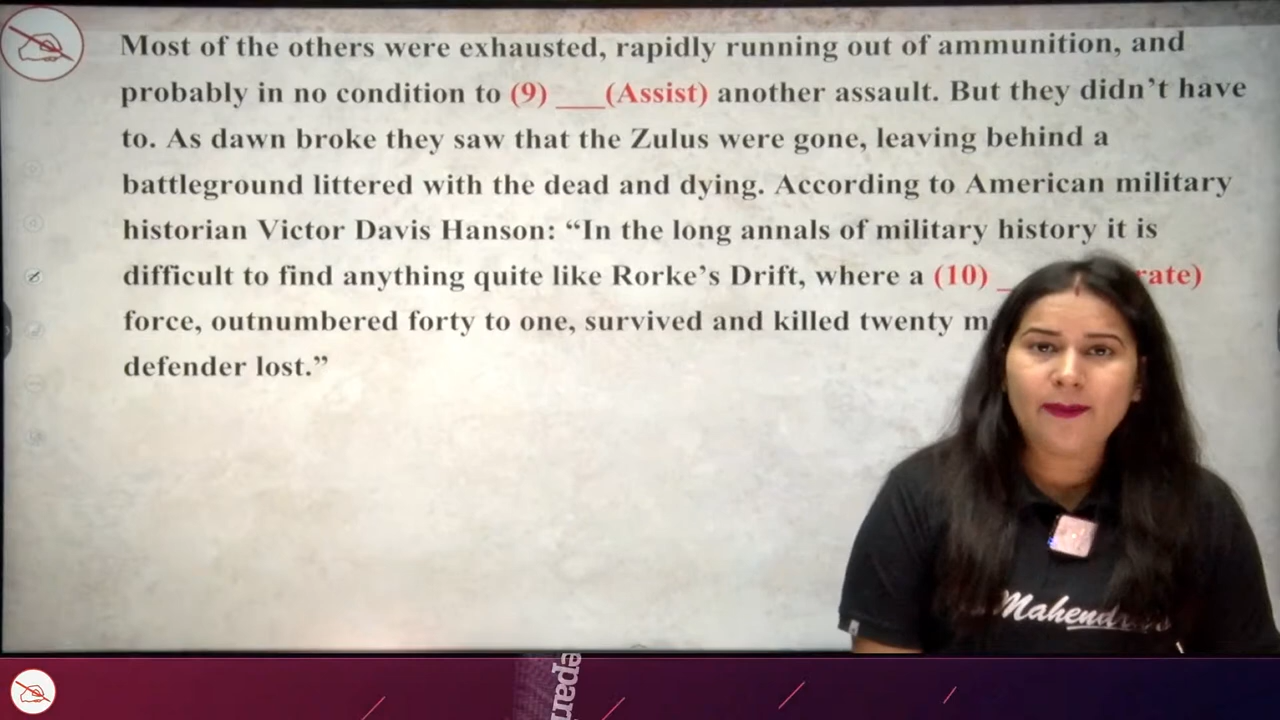 Most of the others were exhausted, rapidly running out of ammunition, and
probably in no condition to (9) ___(Assist) another assault. But they didn’t have
to. As dawn broke they saw that the Zulus were gone, leaving behind a
battleground littered with the dead and dying. According to American military
historian Victor Davis Hanson: “In the long annals of military history it is
difficult to find anything quite like Rorke’s Drift, where a (10) _ rate)
force, outnumbered forty to one, survived and killed twenty m
defender lost.”
Mahendra's
epar